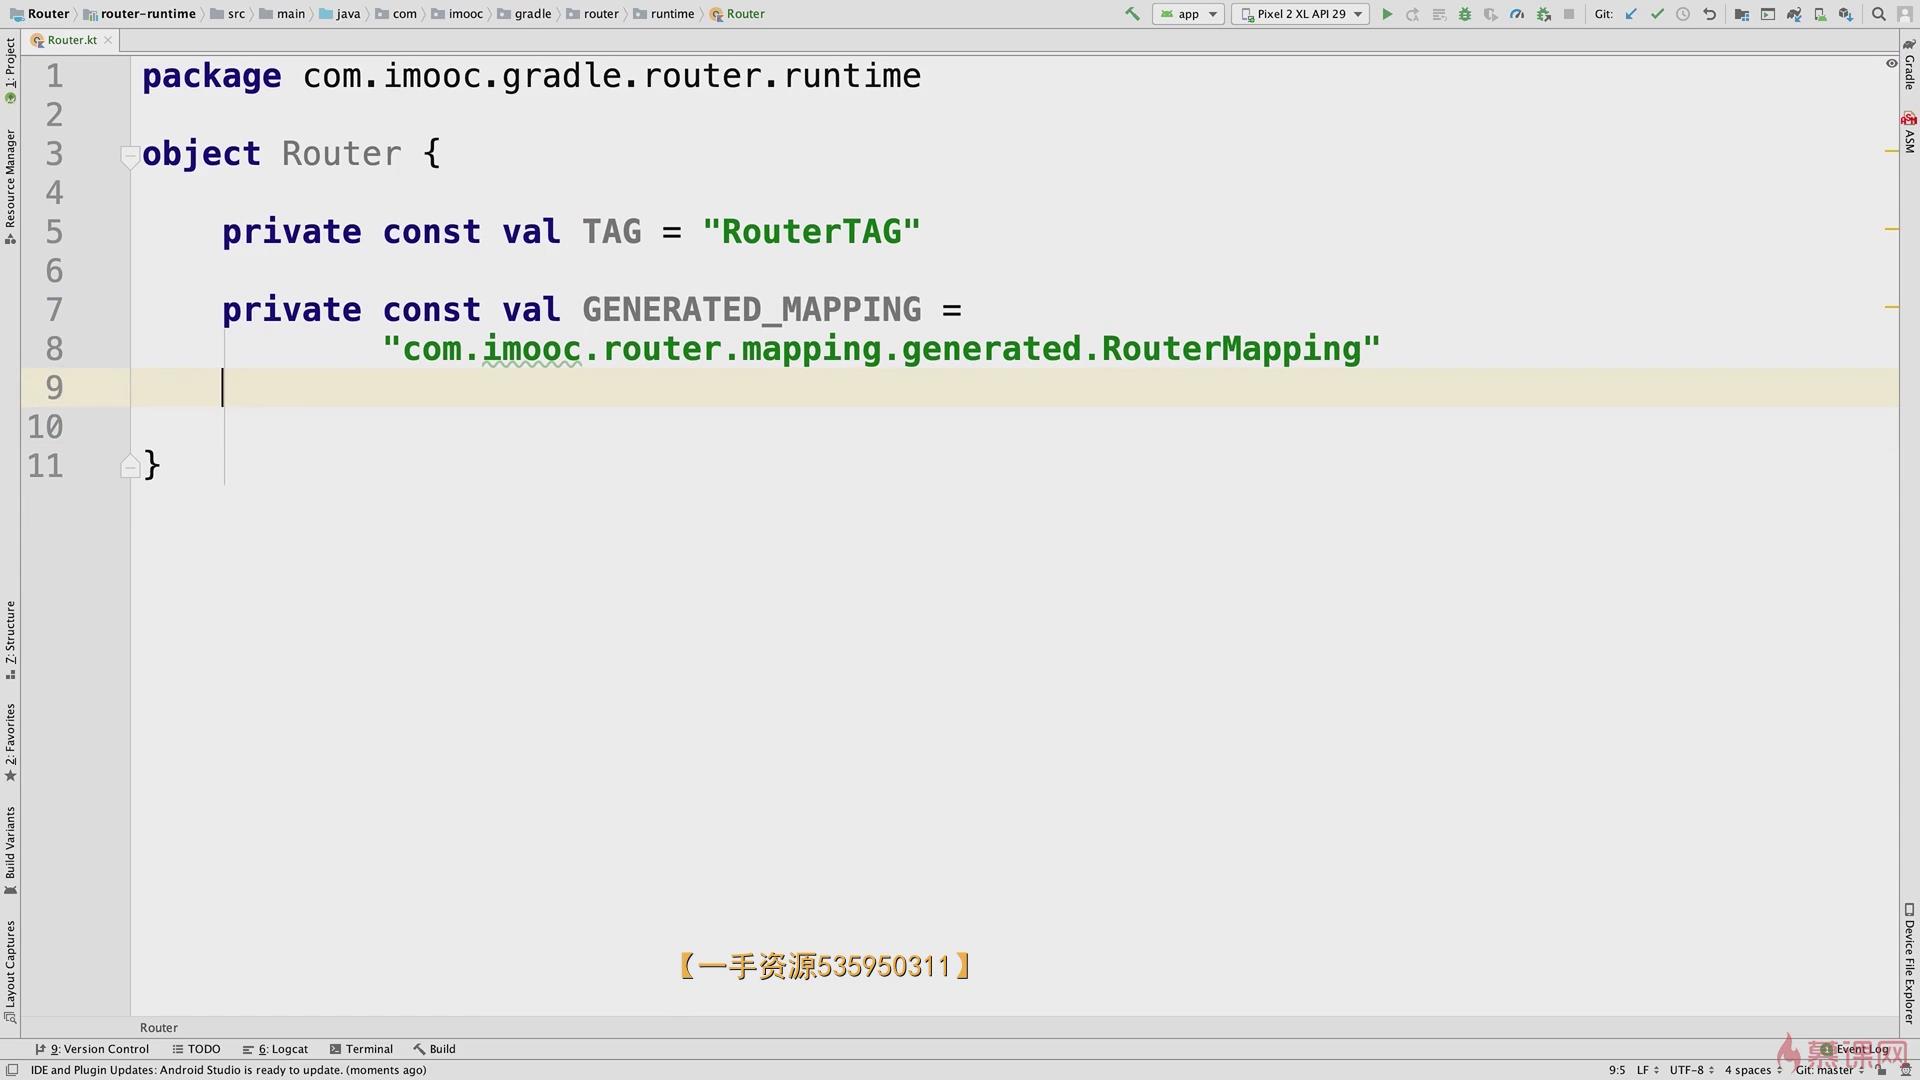 Router router-runtime src main java com imooc gradle router runtime Router
app Pixel 2 XL API 29 Git:
Router.kt
1 package com.imooc.gradle.router.runtime
2
3 object Router {
4
5 private const val TAG = "RouterTAG"
6
7 private const val GENERATED_MAPPING =
8 "com.imooc.router.mapping.generated.RouterMapping"
9
10
11 }
1: Project
Resource Manager
Z: Structure
2: Favorites
Build Variants
Layout Captures
Gradle
ASM
Device File Explorer
【一手资源535950311】
Router
9: Version Control TODO 6: Logcat Terminal Build
Event Log
慕课网
IDE and Plugin Updates: Android Studio is ready to update. (moments ago)
9:5 LF UTF-8 4 spaces Git: master